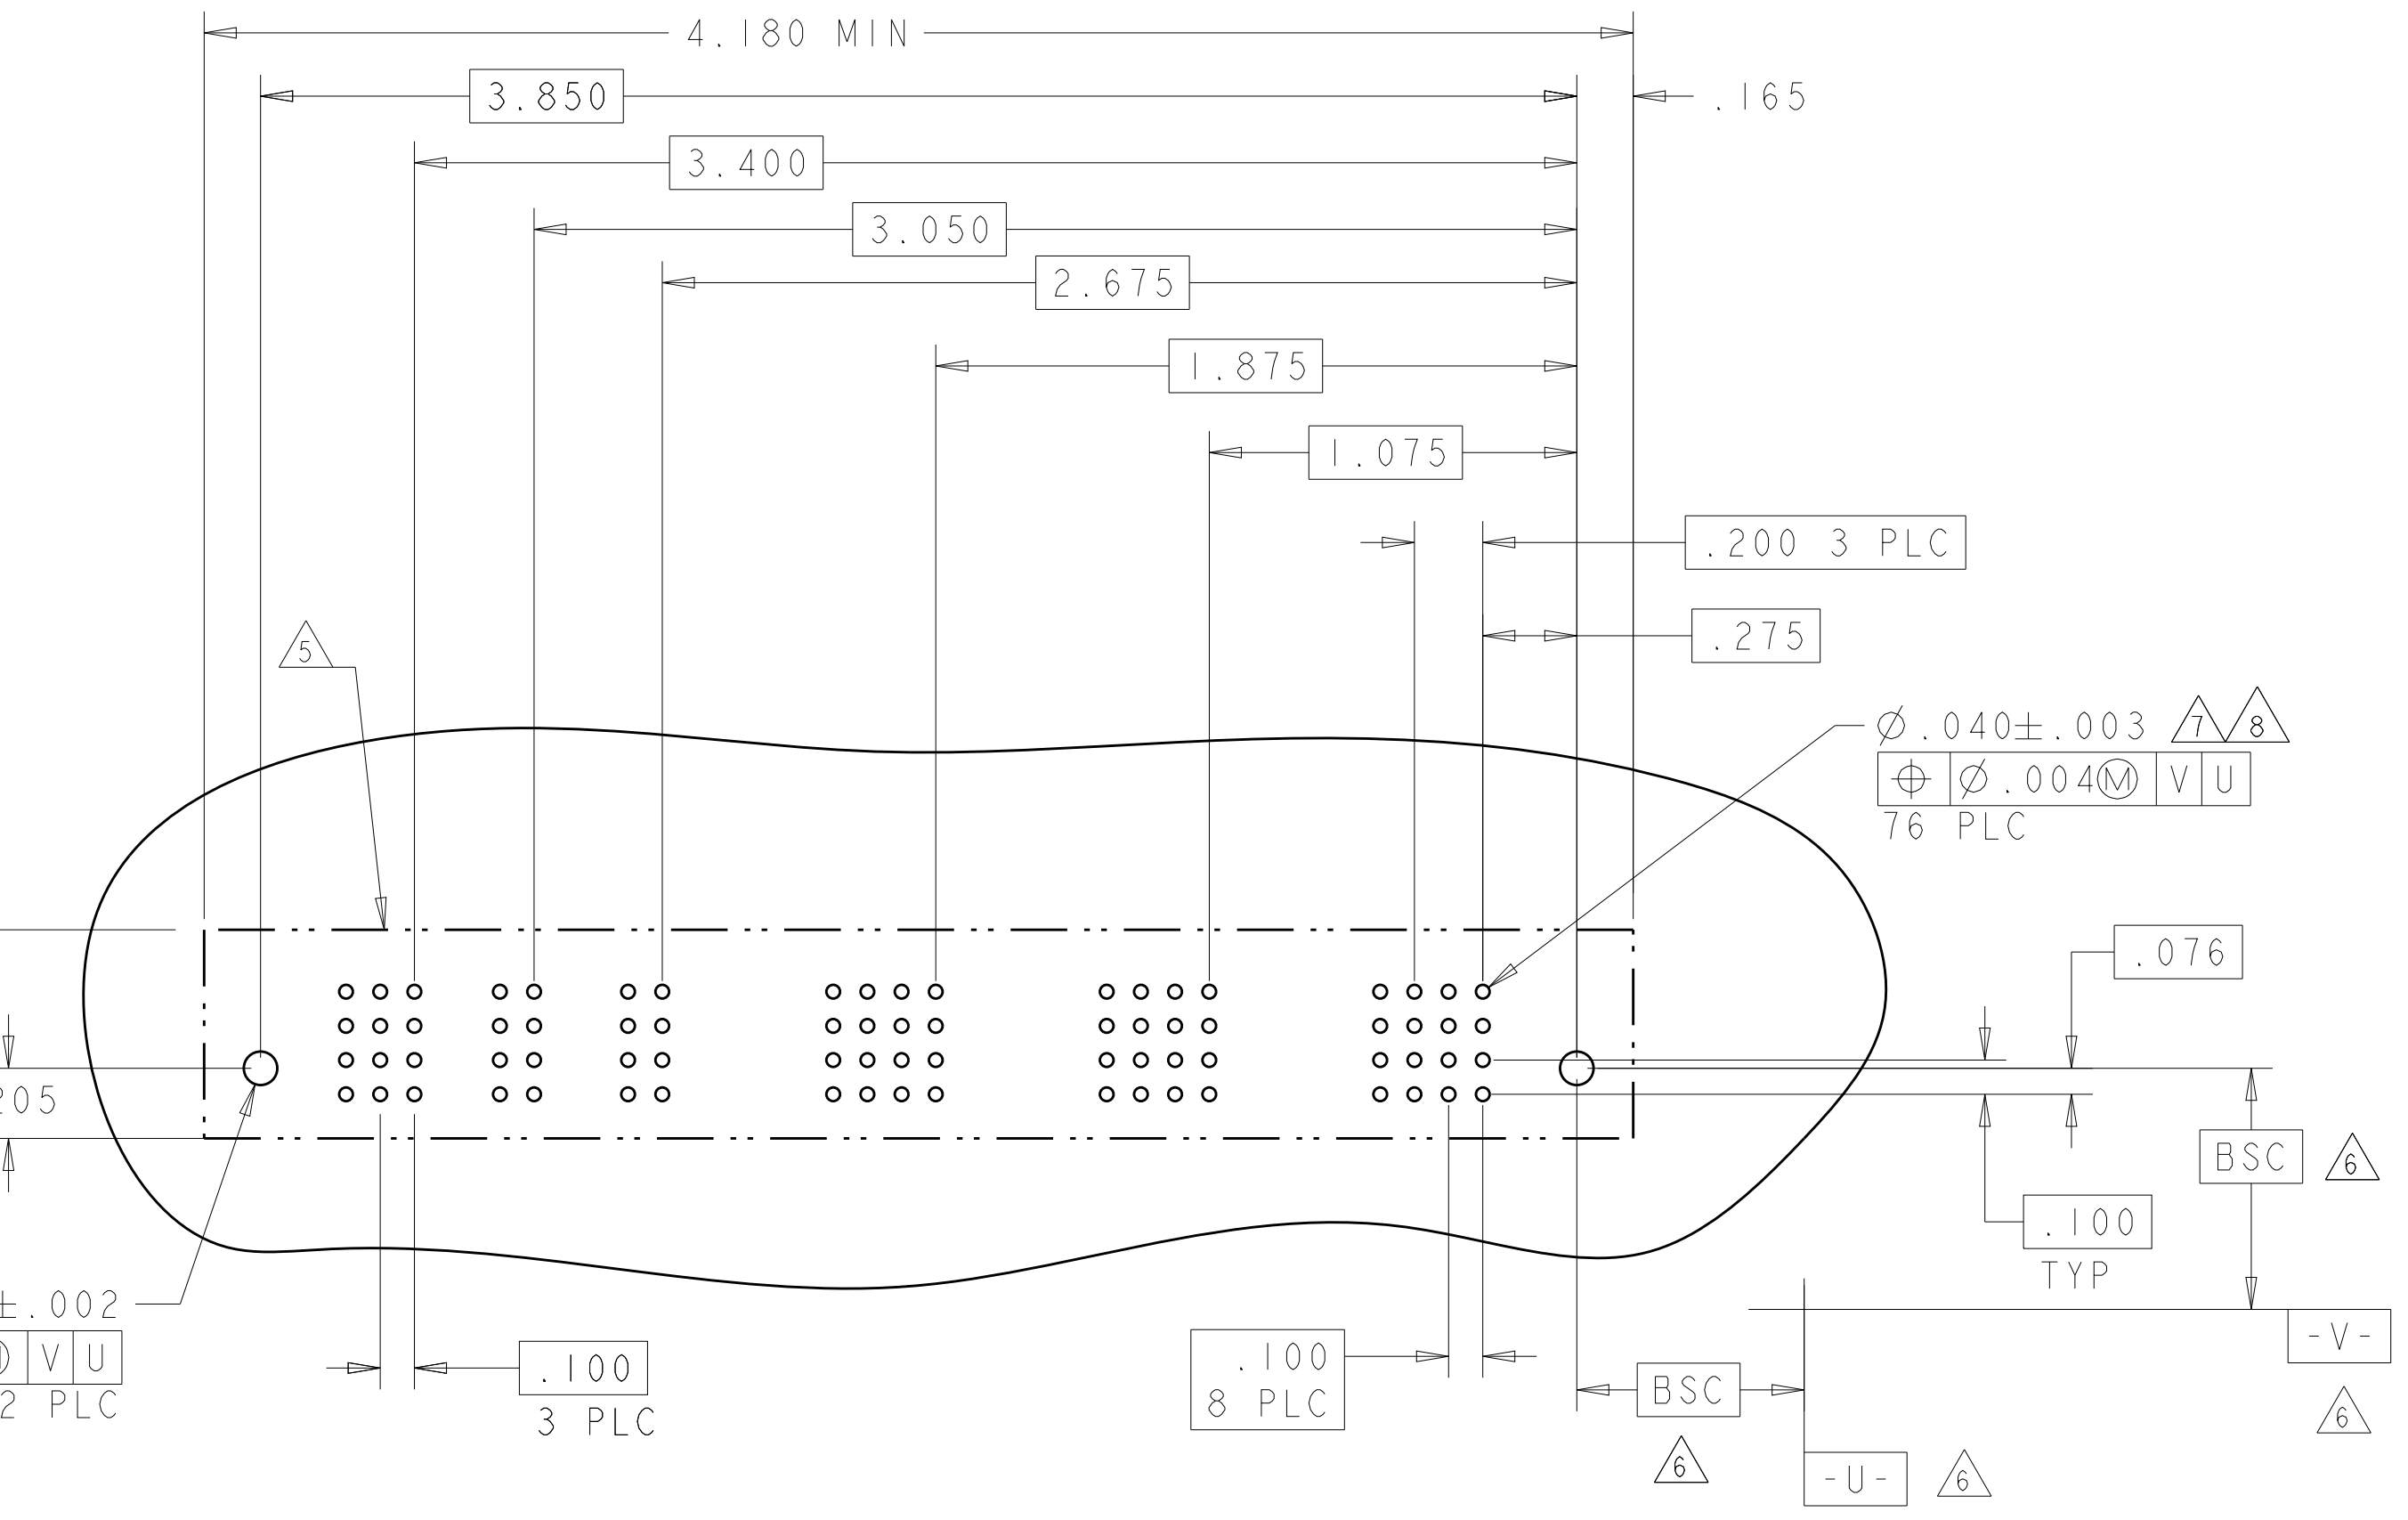 4.180 MIN
3.850
.165
3.400
3.050
2.675
1.875
1.075
.200 3 PLC
.275
5
⌀.040±.003 7 8
⌖ ⌀.004Ⓜ V U
76 PLC
.076
205
BSC 6
.100
TYP
±.002
V U
2 PLC
.100
3 PLC
.100
8 PLC
BSC
6
-V-
6
-U- 6